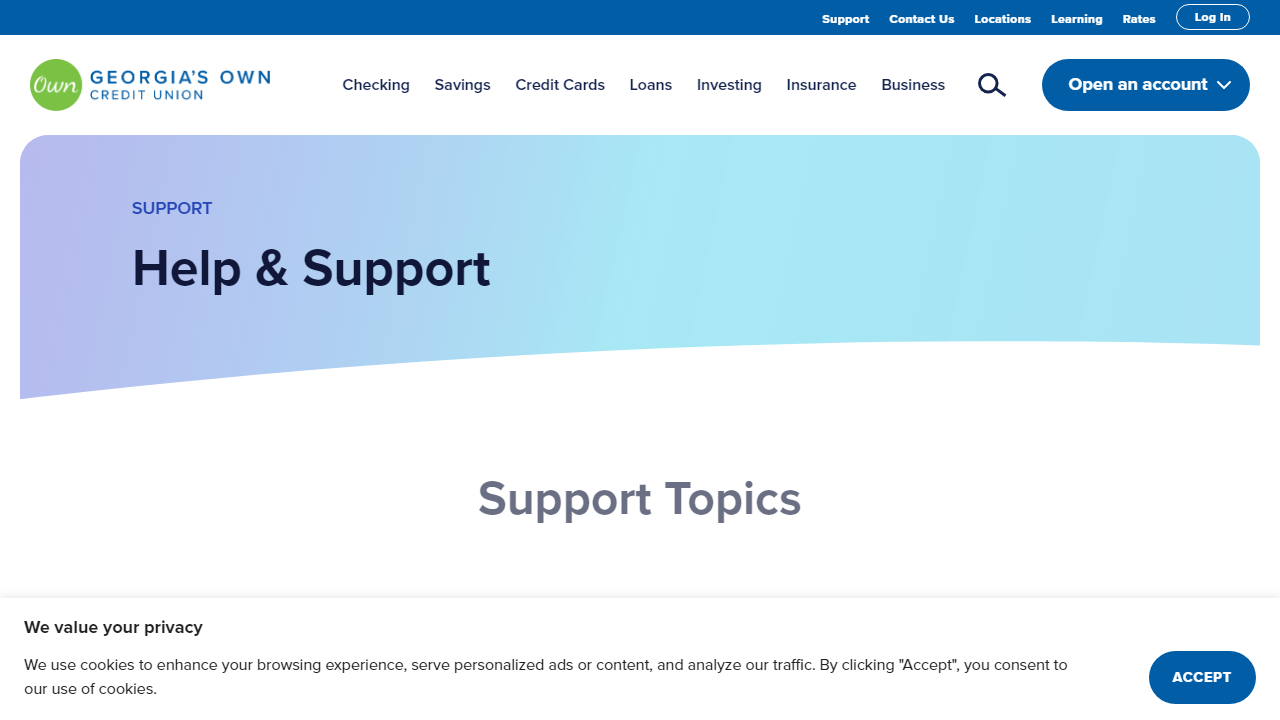 Support Contact Us Locations Learning Rates Log In
Own GEORGIA'S OWN
CREDIT UNION
Checking Savings Credit Cards Loans Investing Insurance Business Open an account
SUPPORT
Help & Support
Support Topics
We value your privacy
We use cookies to enhance your browsing experience, serve personalized ads or content, and analyze our traffic. By clicking "Accept", you consent to
our use of cookies.
ACCEPT